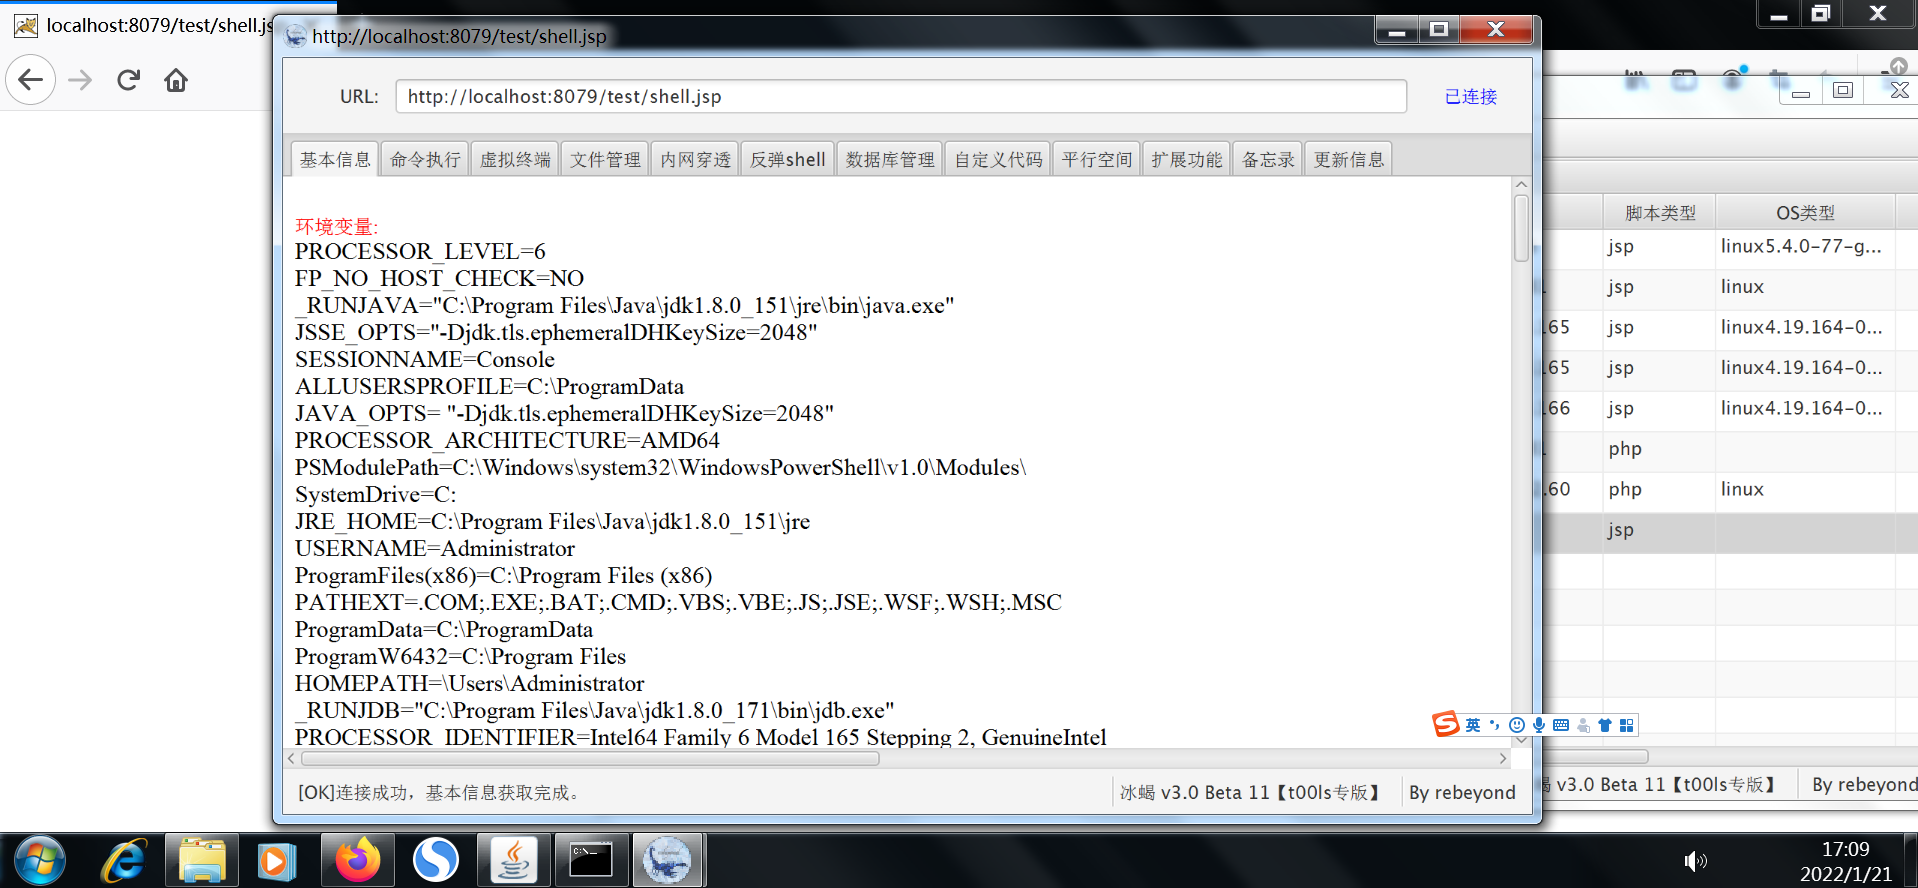 localhost:8079/test/shell.js
http://localhost:8079/test/shell.jsp
URL:
http://localhost:8079/test/shell.jsp
已连接
基本信息
命令执行
虚拟终端
文件管理
内网穿透
反弹shell
数据库管理
自定义代码
平行空间
扩展功能
备忘录
更新信息
环境变量:
PROCESSOR_LEVEL=6
FP_NO_HOST_CHECK=NO
_RUNJAVA="C:\Program Files\Java\jdk1.8.0_151\jre\bin\java.exe"
JSSE_OPTS="-Djdk.tls.ephemeralDHKeySize=2048"
SESSIONNAME=Console
ALLUSERSPROFILE=C:\ProgramData
JAVA_OPTS= "-Djdk.tls.ephemeralDHKeySize=2048"
PROCESSOR_ARCHITECTURE=AMD64
PSModulePath=C:\Windows\system32\WindowsPowerShell\v1.0\Modules\
SystemDrive=C:
JRE_HOME=C:\Program Files\Java\jdk1.8.0_151\jre
USERNAME=Administrator
ProgramFiles(x86)=C:\Program Files (x86)
PATHEXT=.COM;.EXE;.BAT;.CMD;.VBS;.VBE;.JS;.JSE;.WSF;.WSH;.MSC
ProgramData=C:\ProgramData
ProgramW6432=C:\Program Files
HOMEPATH=\Users\Administrator
_RUNJDB="C:\Program Files\Java\jdk1.8.0_171\bin\jdb.exe"
PROCESSOR_IDENTIFIER=Intel64 Family 6 Model 165 Stepping 2, GenuineIntel
[OK]连接成功，基本信息获取完成。
冰蝎 v3.0 Beta 11【t00ls专版】
By rebeyond
脚本类型 OS类型
jsp linux5.4.0-77-g...
jsp linux
.165 jsp linux4.19.164-0...
.165 jsp linux4.19.164-0...
.166 jsp linux4.19.164-0...
php
.60 php linux
jsp
英
v3.0 Beta 11【t00ls专版】
By rebeyond
17:09
2022/1/21